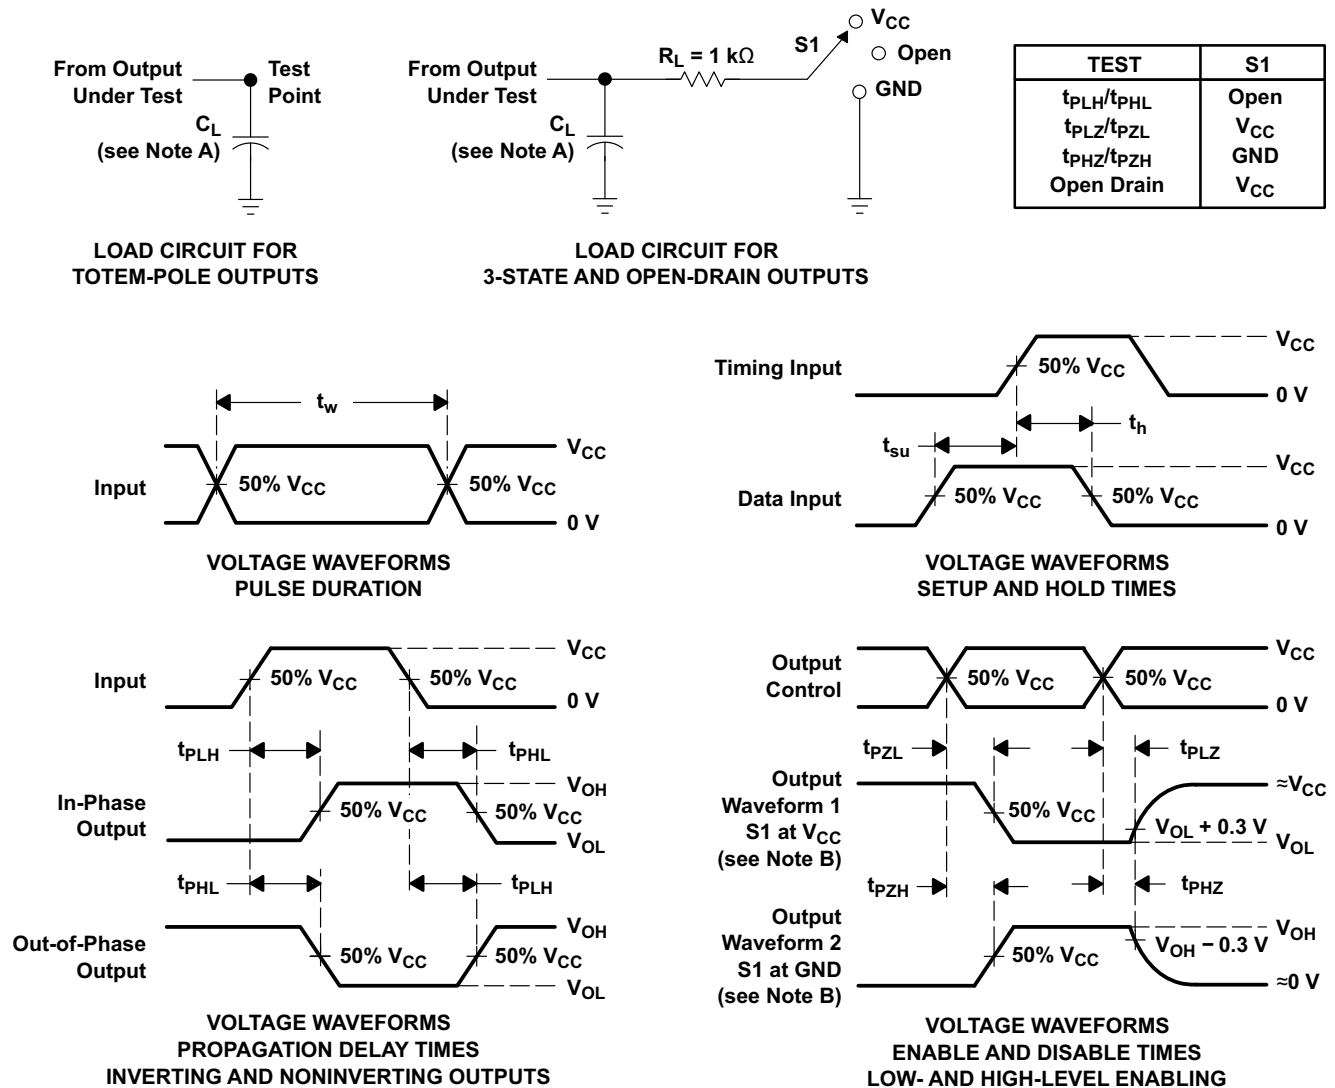 From Output
Under Test
Test
Point
C_L
(see Note A)
LOAD CIRCUIT FOR
TOTEM-POLE OUTPUTS
From Output
Under Test
R_L = 1 kΩ
S1
V_CC
Open
GND
C_L
(see Note A)
LOAD CIRCUIT FOR
3-STATE AND OPEN-DRAIN OUTPUTS
TEST S1
t_PLH/t_PHL Open
t_PLZ/t_PZL V_CC
t_PHZ/t_PZH GND
Open Drain V_CC
t_w
Input
50% V_CC
50% V_CC
V_CC
0 V
VOLTAGE WAVEFORMS
PULSE DURATION
Timing Input
50% V_CC
V_CC
0 V
t_su
t_h
Data Input
50% V_CC
50% V_CC
V_CC
0 V
VOLTAGE WAVEFORMS
SETUP AND HOLD TIMES
Input
50% V_CC
50% V_CC
V_CC
0 V
t_PLH
t_PHL
In-Phase
Output
50% V_CC
50% V_CC
V_OH
V_OL
t_PHL
t_PLH
Out-of-Phase
Output
50% V_CC
50% V_CC
V_OH
V_OL
VOLTAGE WAVEFORMS
PROPAGATION DELAY TIMES
INVERTING AND NONINVERTING OUTPUTS
Output
Control
50% V_CC
50% V_CC
V_CC
0 V
t_PZL
t_PLZ
Output
Waveform 1
S1 at V_CC
(see Note B)
50% V_CC
≈V_CC
V_OL + 0.3 V
V_OL
t_PZH
t_PHZ
Output
Waveform 2
S1 at GND
(see Note B)
50% V_CC
V_OH
V_OH − 0.3 V
≈0 V
VOLTAGE WAVEFORMS
ENABLE AND DISABLE TIMES
LOW- AND HIGH-LEVEL ENABLING